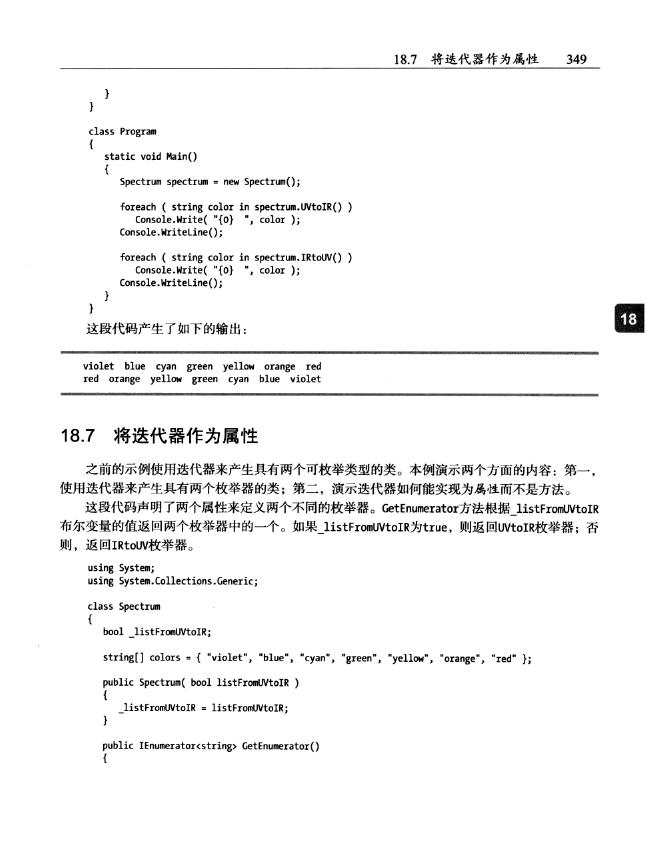 18.7 将迭代器作为属性 349
}
}
class Program
{
static void Main()
{
Spectrum spectrum = new Spectrum();
foreach ( string color in spectrum.UVtoIR() )
Console.Write( "{0} ", color );
Console.WriteLine();
foreach ( string color in spectrum.IRtoUV() )
Console.Write( "{0} ", color );
Console.WriteLine();
}
}
18
这段代码产生了如下的输出：
violet blue cyan green yellow orange red
red orange yellow green cyan blue violet
18.7 将迭代器作为属性
之前的示例使用迭代器来产生具有两个可枚举类型的类。本例演示两个方面的内容：第一，
使用迭代器来产生具有两个枚举器的类；第二，演示迭代器如何能实现为属性而不是方法。
这段代码声明了两个属性来定义两个不同的枚举器。GetEnumerator方法根据_listFromUVtoIR
布尔变量的值返回两个枚举器中的一个。如果_listFromUVtoIR为true，则返回UVtoIR枚举器；否
则，返回IRtoUV枚举器。
using System;
using System.Collections.Generic;
class Spectrum
{
bool _listFromUVtoIR;
string[] colors = { "violet", "blue", "cyan", "green", "yellow", "orange", "red" };
public Spectrum( bool listFromUVtoIR )
{
_listFromUVtoIR = listFromUVtoIR;
}
public IEnumerator<string> GetEnumerator()
{